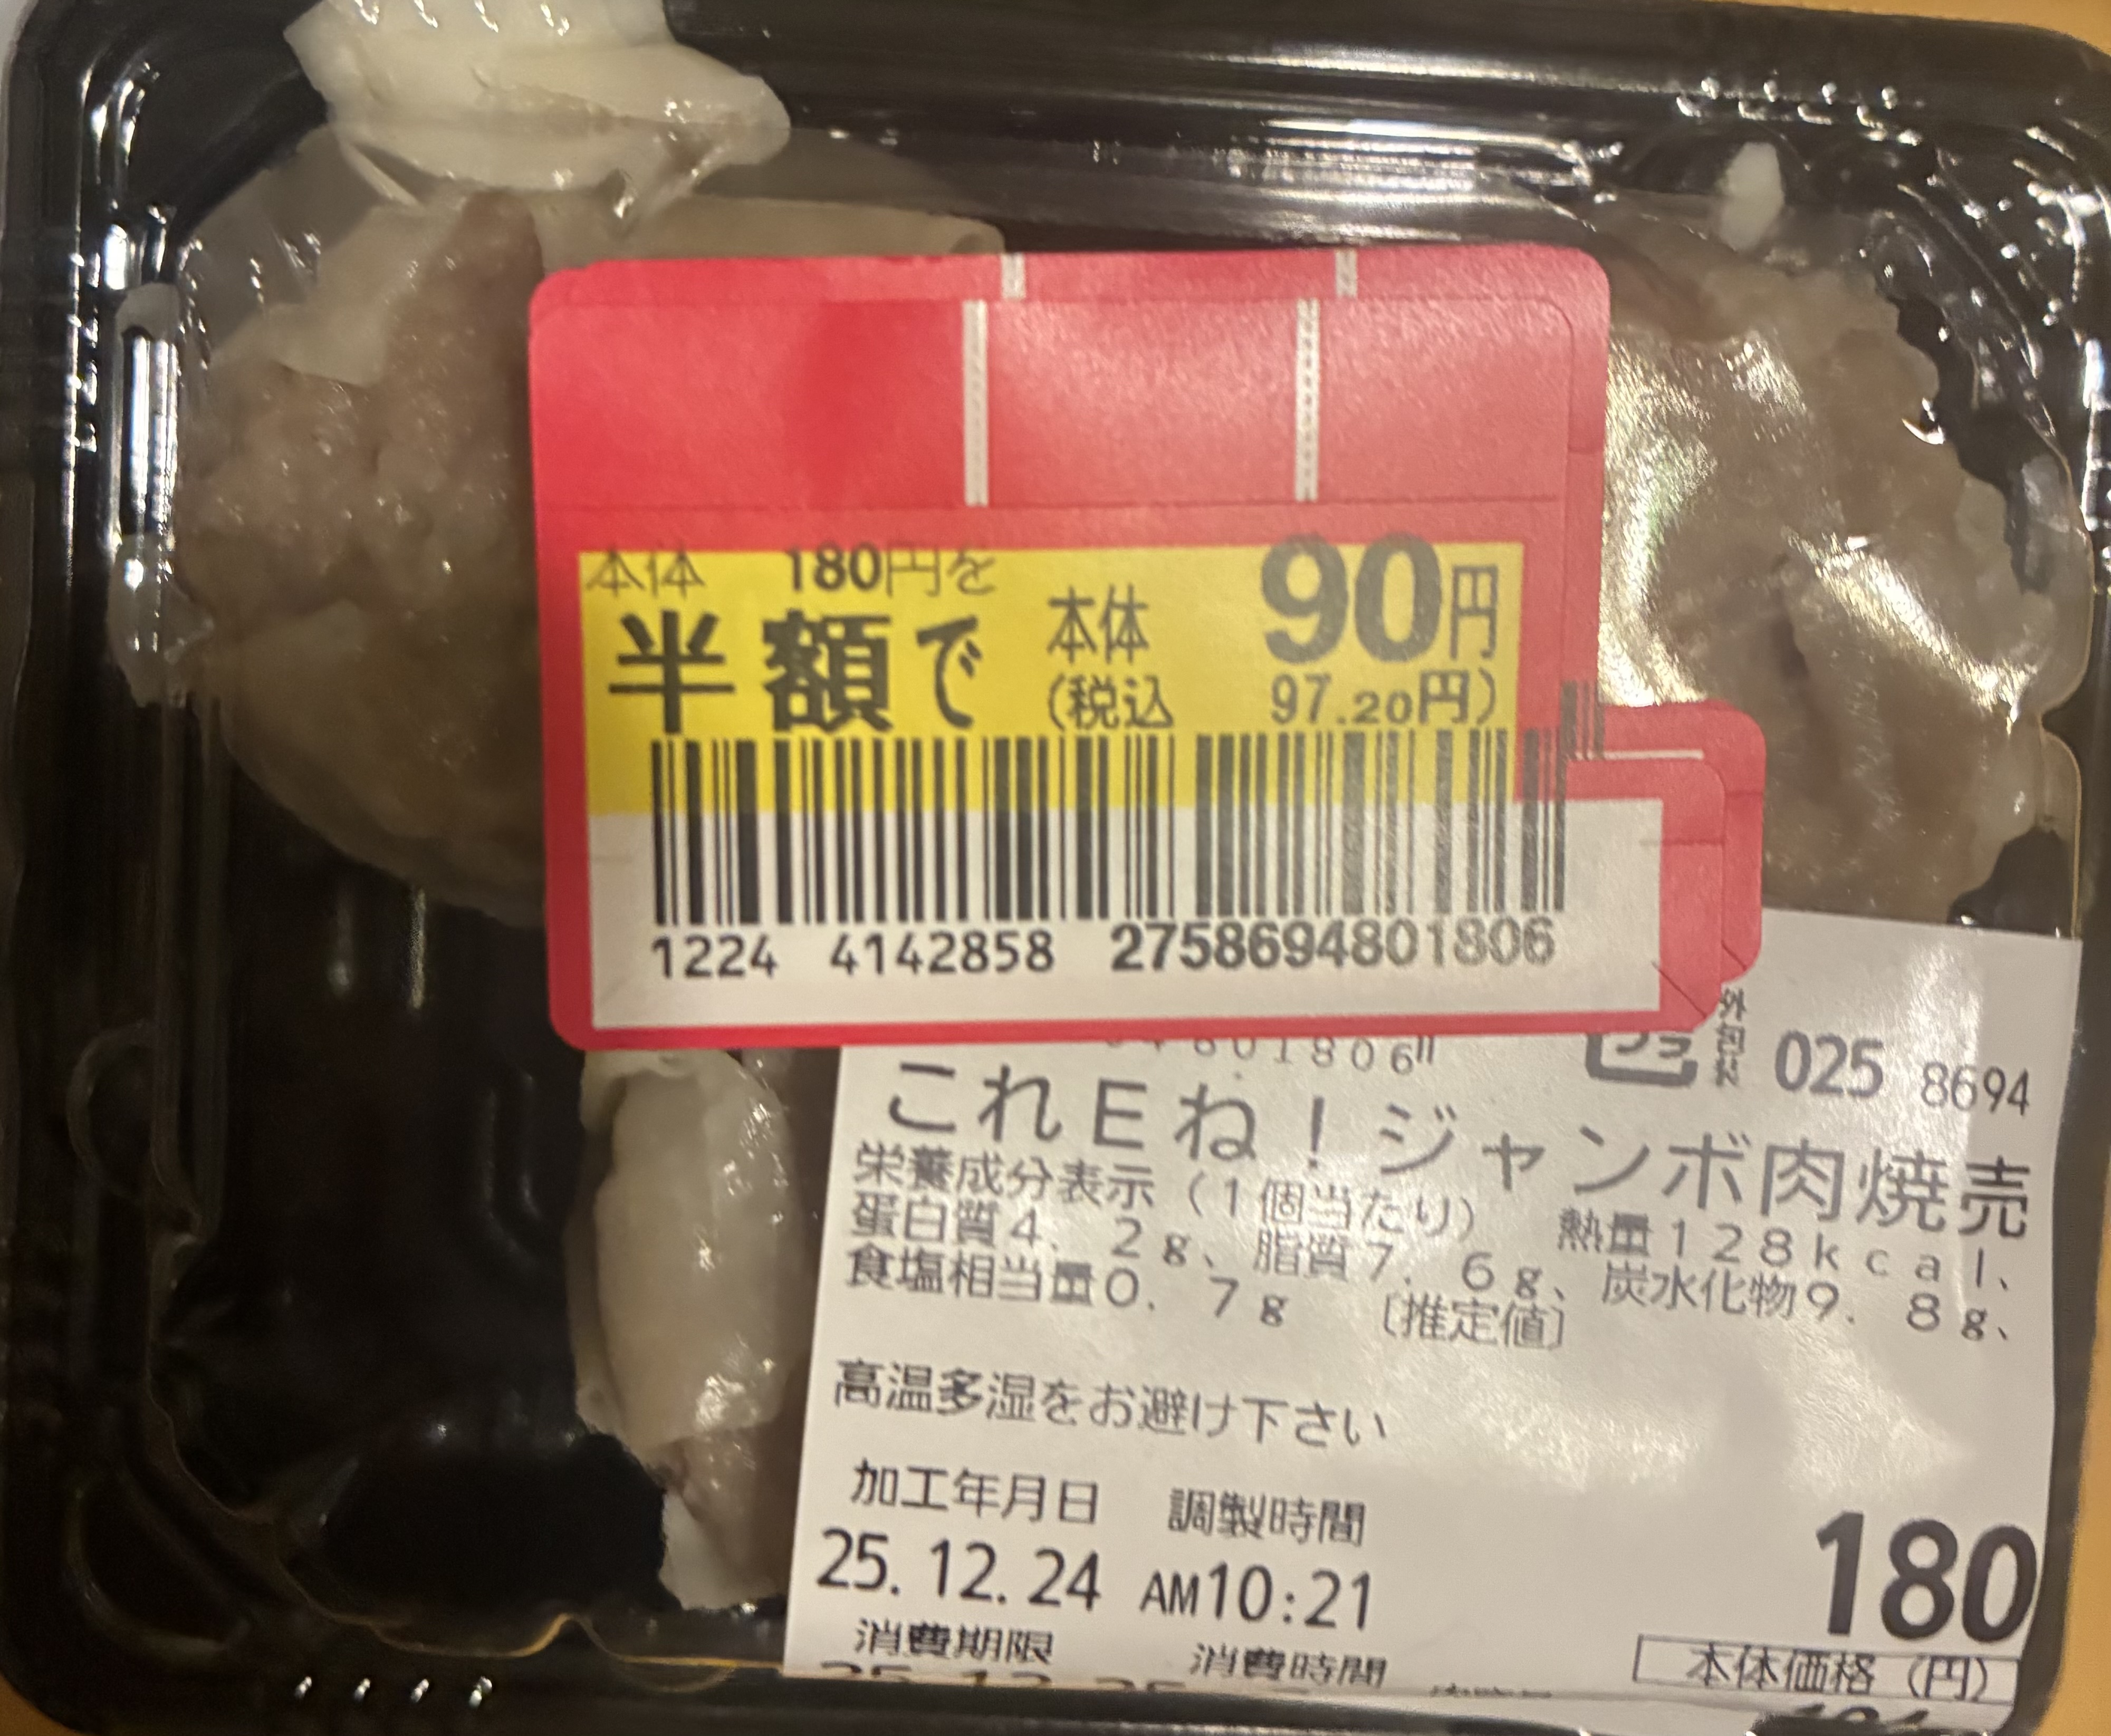 本体 180円を
半額で 本体 90円
(税込 97.20円)
1224 4142858 2758694801806
801806
プラ 外包装 025 8694
これEね!ジャンボ肉焼売
栄養成分表示(1個当たり) 熱量128kcal、
蛋白質4.2g、脂質7.6g、炭水化物9.8g、
食塩相当量0.7g 〔推定値〕
高温多湿をお避け下さい
加工年月日 調製時間
25.12.24 AM10:21
180
消費期限 消費時間
本体価格(円)